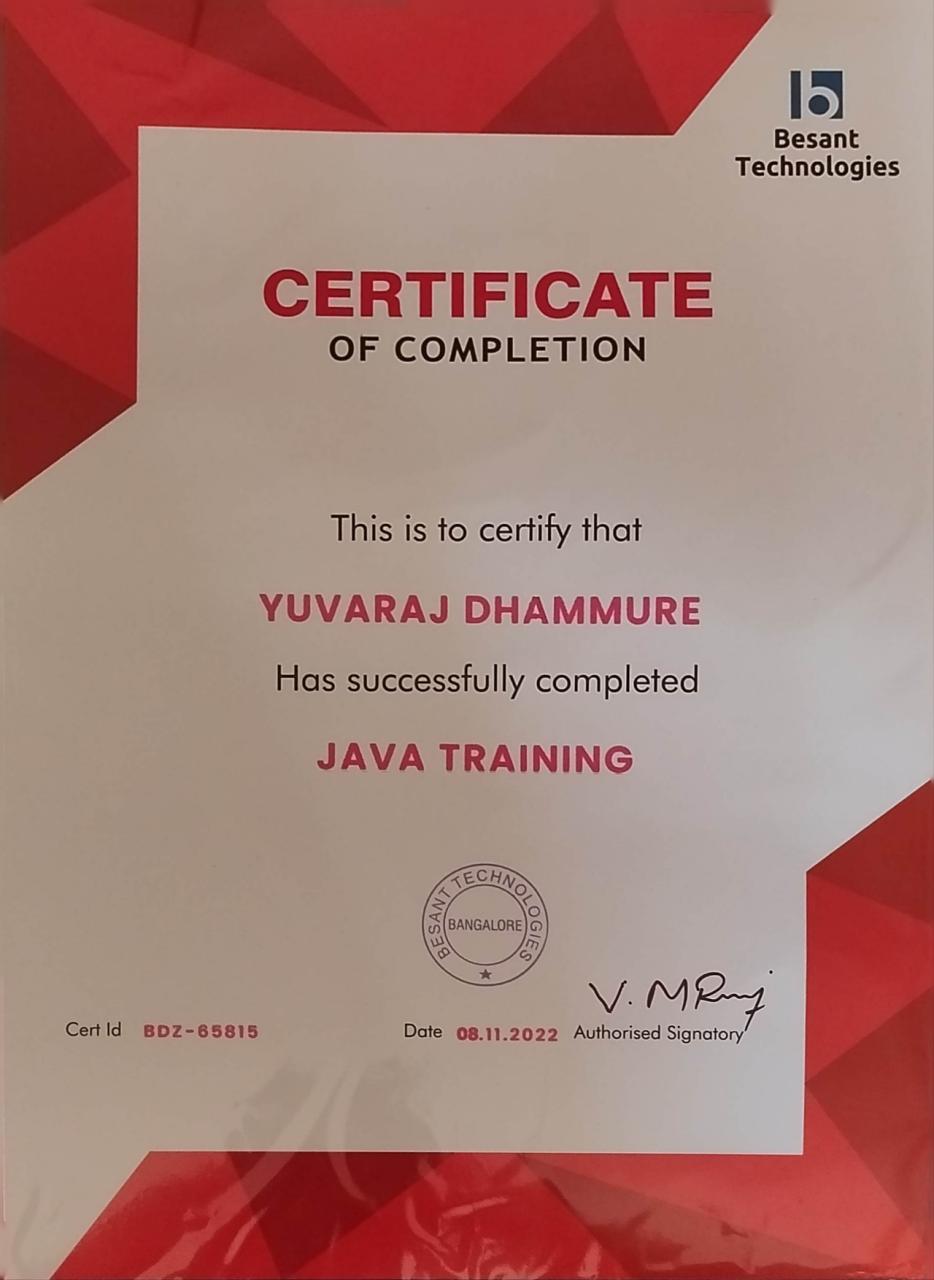 Besant
Technologies
CERTIFICATE
OF COMPLETION
This is to certify that
YUVARAJ DHAMMURE
Has successfully completed
JAVA TRAINING
BESANT TECHNOLOGIES
BANGALORE
Cert Id BDZ-65815
Date 08.11.2022
Authorised Signatory